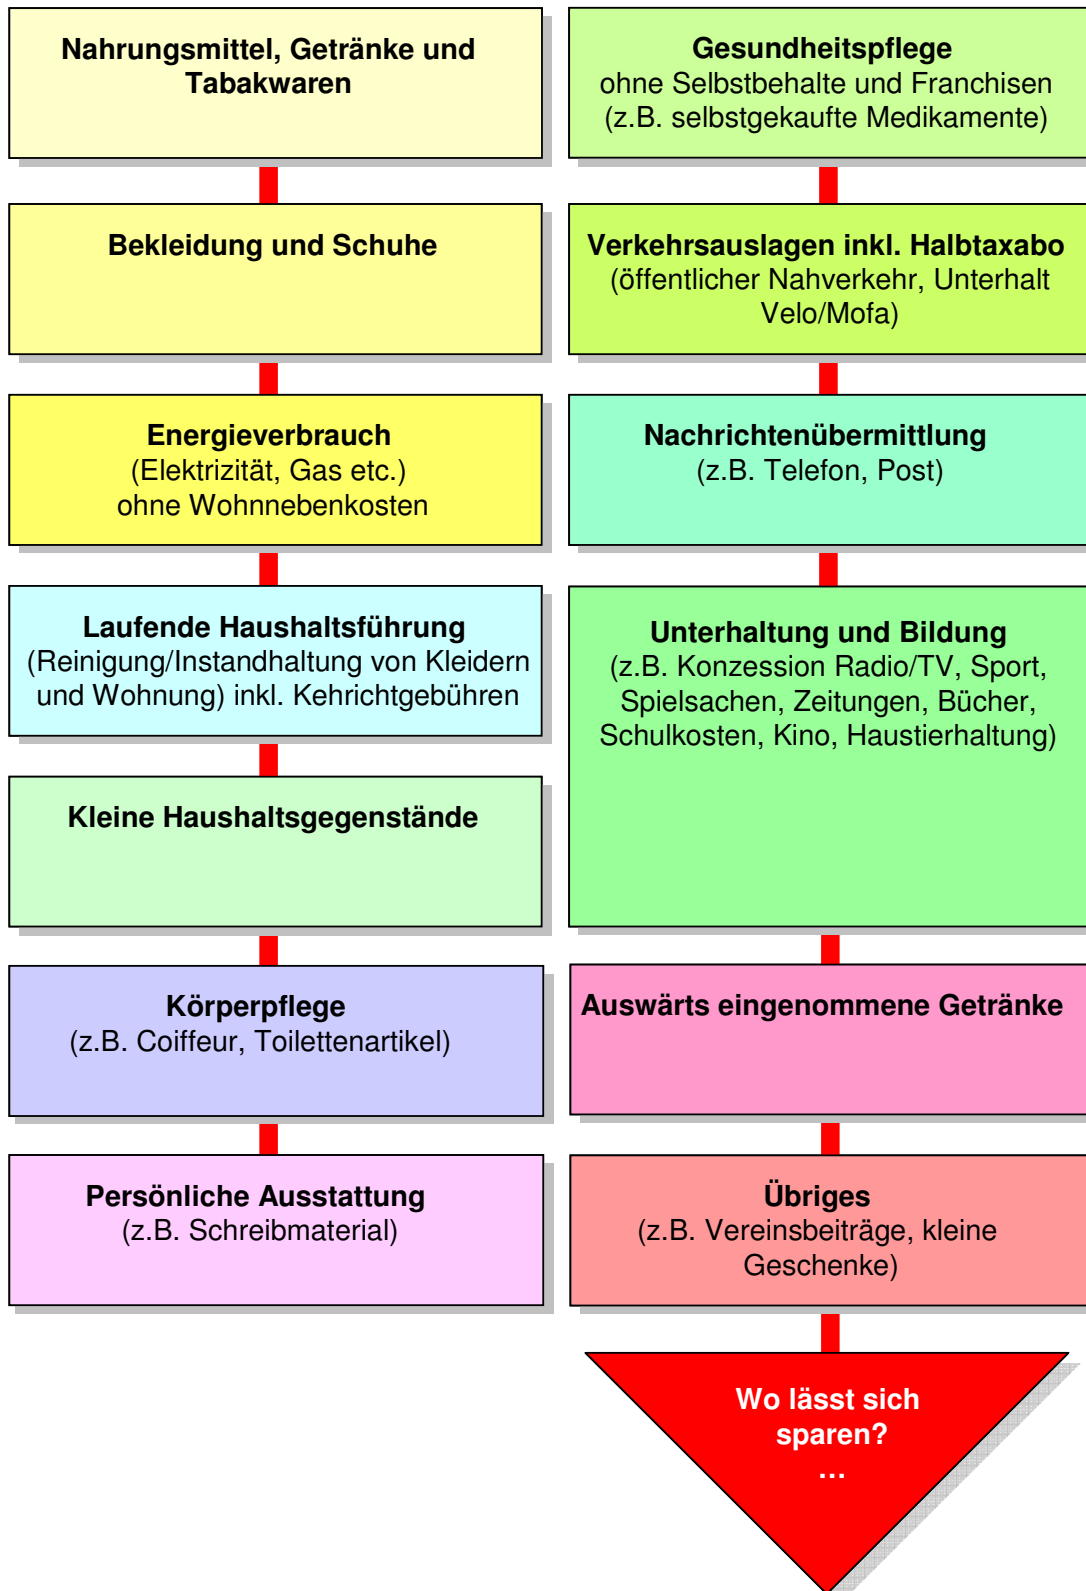 Nahrungsmittel, Getränke und
Tabakwaren
Bekleidung und Schuhe
Energieverbrauch
(Elektrizität, Gas etc.)
ohne Wohnnebenkosten
Laufende Haushaltsführung
(Reinigung/Instandhaltung von Kleidern
und Wohnung) inkl. Kehrichtgebühren
Kleine Haushaltsgegenstände
Körperpflege
(z.B. Coiffeur, Toilettenartikel)
Persönliche Ausstattung
(z.B. Schreibmaterial)
Gesundheitspflege
ohne Selbstbehalte und Franchisen
(z.B. selbstgekaufte Medikamente)
Verkehrsauslagen inkl. Halbtaxabo
(öffentlicher Nahverkehr, Unterhalt
Velo/Mofa)
Nachrichtenübermittlung
(z.B. Telefon, Post)
Unterhaltung und Bildung
(z.B. Konzession Radio/TV, Sport,
Spielsachen, Zeitungen, Bücher,
Schulkosten, Kino, Haustierhaltung)
Auswärts eingenommene Getränke
Übriges
(z.B. Vereinsbeiträge, kleine
Geschenke)
Wo lässt sich
sparen?
...